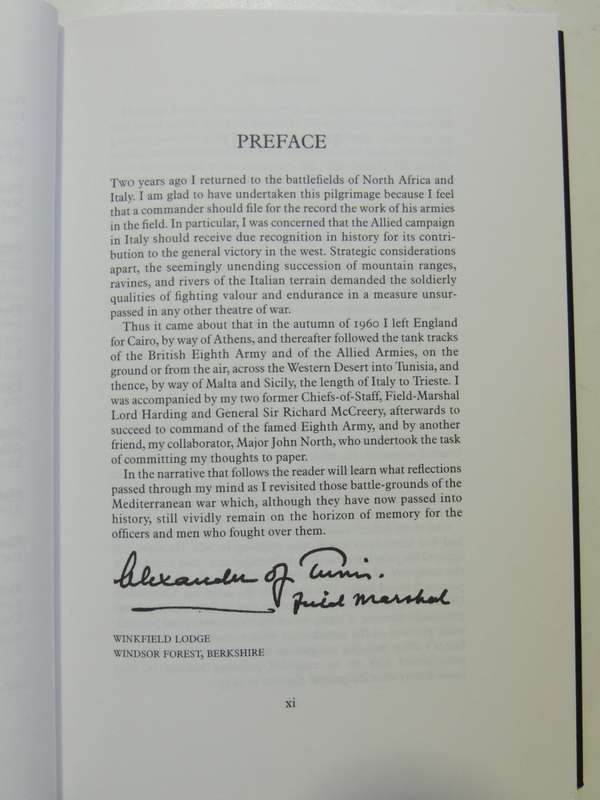 PREFACE
Two years ago I returned to the battlefields of North Africa and
Italy. I am glad to have undertaken this pilgrimage because I feel
that a commander should file for the record the work of his armies
in the field. In particular, I was concerned that the Allied campaign
in Italy should receive due recognition in history for its contri-
bution to the general victory in the west. Strategic considerations
apart, the seemingly unending succession of mountain ranges,
ravines, and rivers of the Italian terrain demanded the soldierly
qualities of fighting valour and endurance in a measure unsur-
passed in any other theatre of war.
Thus it came about that in the autumn of 1960 I left England
for Cairo, by way of Athens, and thereafter followed the tank tracks
of the British Eighth Army and of the Allied Armies, on the
ground or from the air, across the Western Desert into Tunisia, and
thence, by way of Malta and Sicily, the length of Italy to Trieste. I
was accompanied by my two former Chiefs-of-Staff, Field-Marshal
Lord Harding and General Sir Richard McCreery, afterwards to
succeed to command of the famed Eighth Army, and by another
friend, my collaborator, Major John North, who undertook the task
of committing my thoughts to paper.
In the narrative that follows the reader will learn what reflections
passed through my mind as I revisited those battle-grounds of the
Mediterranean war which, although they have now passed into
history, still vividly remain on the horizon of memory for the
officers and men who fought over them.
Alexander of Tunis.
Field Marshal
WINKFIELD LODGE
WINDSOR FOREST, BERKSHIRE
xi